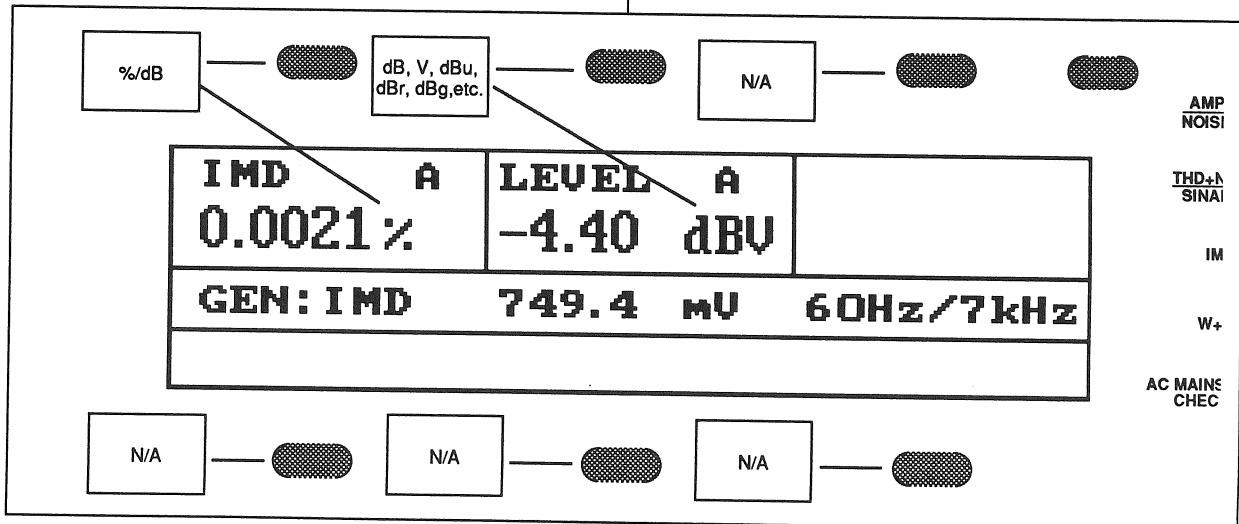 %/dB
dB, V, dBu,
dBr, dBg,etc.
N/A
AMP
NOISI
THD+N
SINAI
IMD A LEVEL A
0.0021% -4.40 dBV
IM
GEN:IMD 749.4 mV 60Hz/7kHz
W+
AC MAINS
CHEC
N/A
N/A
N/A